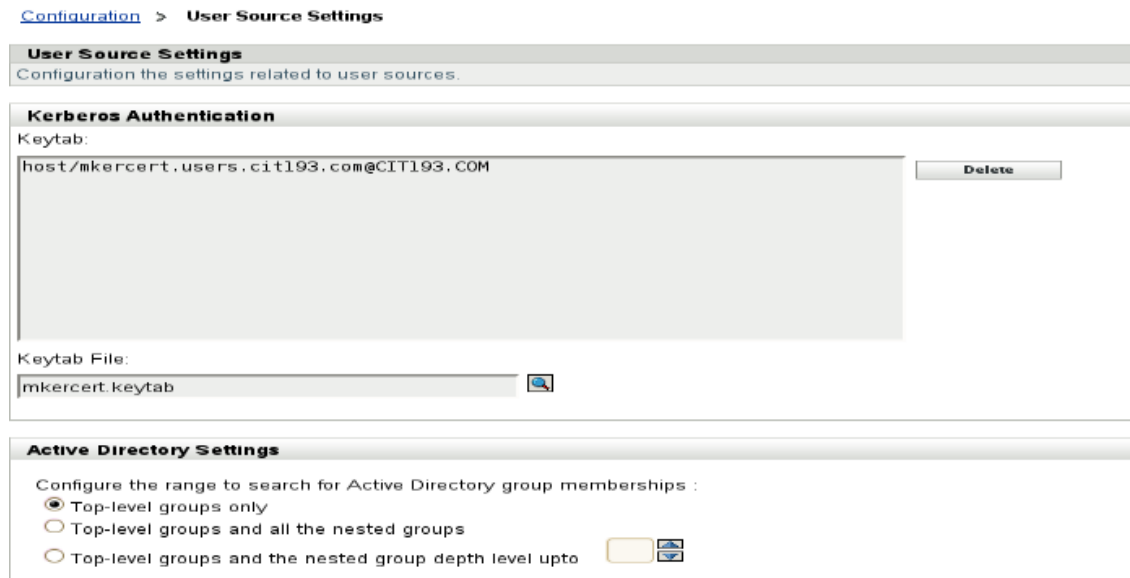 Configuration > User Source Settings
User Source Settings
Configuration the settings related to user sources.
Kerberos Authentication
Keytab:
host/mkercert.users.cit193.com@CIT193.COM
Delete
Keytab File:
mkercert.keytab
Active Directory Settings
Configure the range to search for Active Directory group memberships :
Top-level groups only
Top-level groups and all the nested groups
Top-level groups and the nested group depth level upto